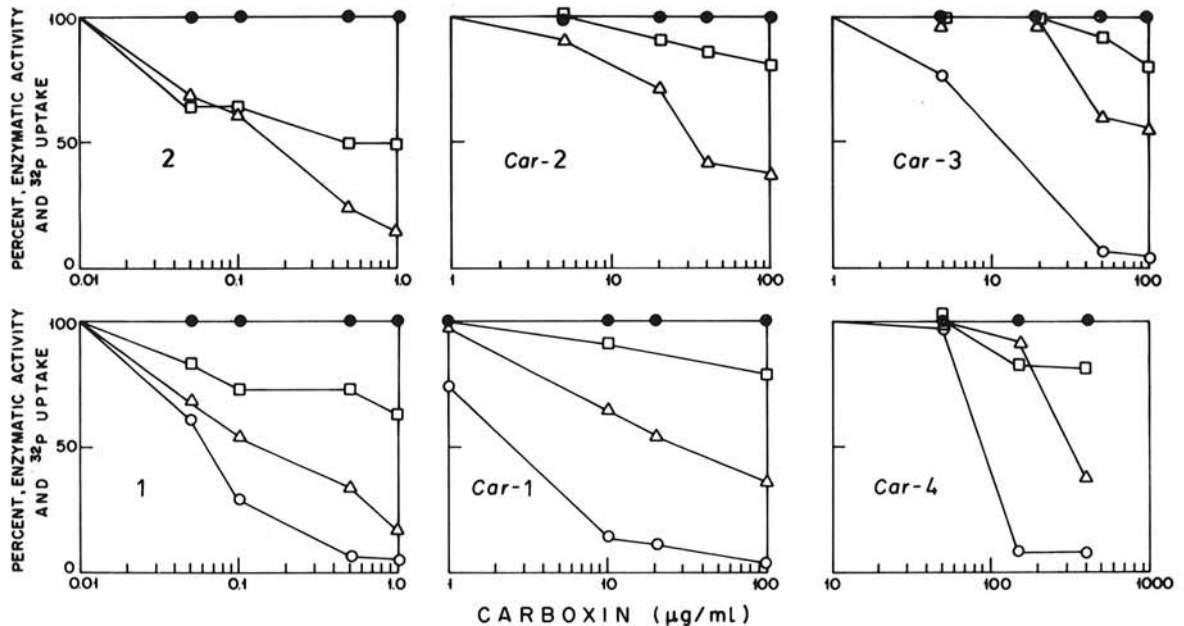 PERCENT, ENZYMATIC ACTIVITY
AND ³²P UPTAKE
100
50
0
2
0.01
0.1
1.0
Car-2
1
10
100
Car-3
1
10
100
PERCENT, ENZYMATIC ACTIVITY
AND ³²P UPTAKE
100
50
0
1
0.01
0.1
1.0
Car-1
1
10
100
Car-4
10
100
1000
CARBOXIN (µg/ml)